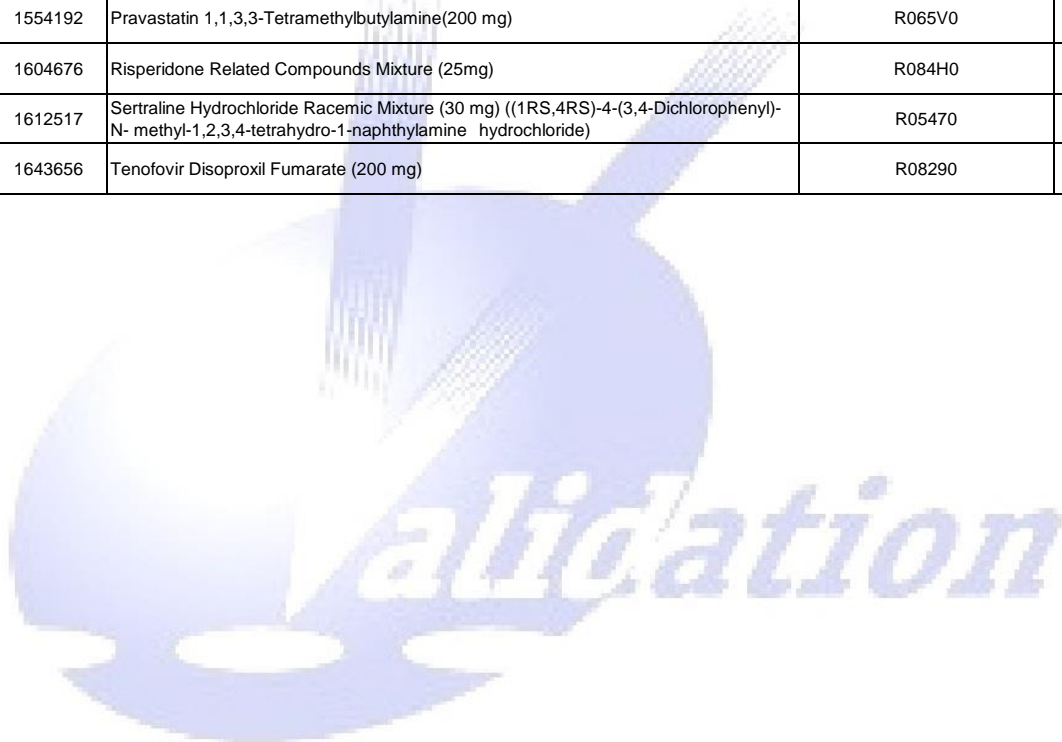 1554192 Pravastatin 1,1,3,3-Tetramethylbutylamine(200 mg) R065V0
1604676 Risperidone Related Compounds Mixture (25mg) R084H0
1612517 Sertraline Hydrochloride Racemic Mixture (30 mg) ((1RS,4RS)-4-(3,4-Dichlorophenyl)-
N- methyl-1,2,3,4-tetrahydro-1-naphthylamine hydrochloride) R05470
1643656 Tenofovir Disoproxil Fumarate (200 mg) R08290
Validation